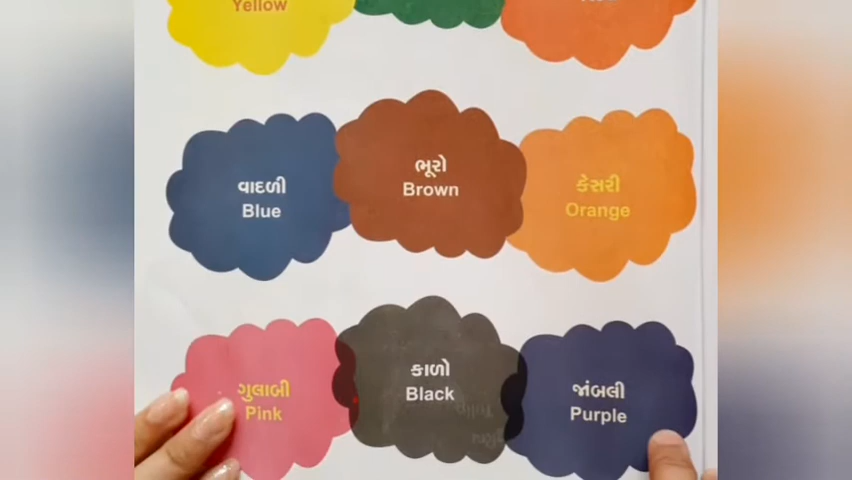 Yellow
વાદળી
Blue
ભૂરો
Brown
કેસરી
Orange
ગુલાબી
Pink
કાળો
Black
જાંબલી
Purple